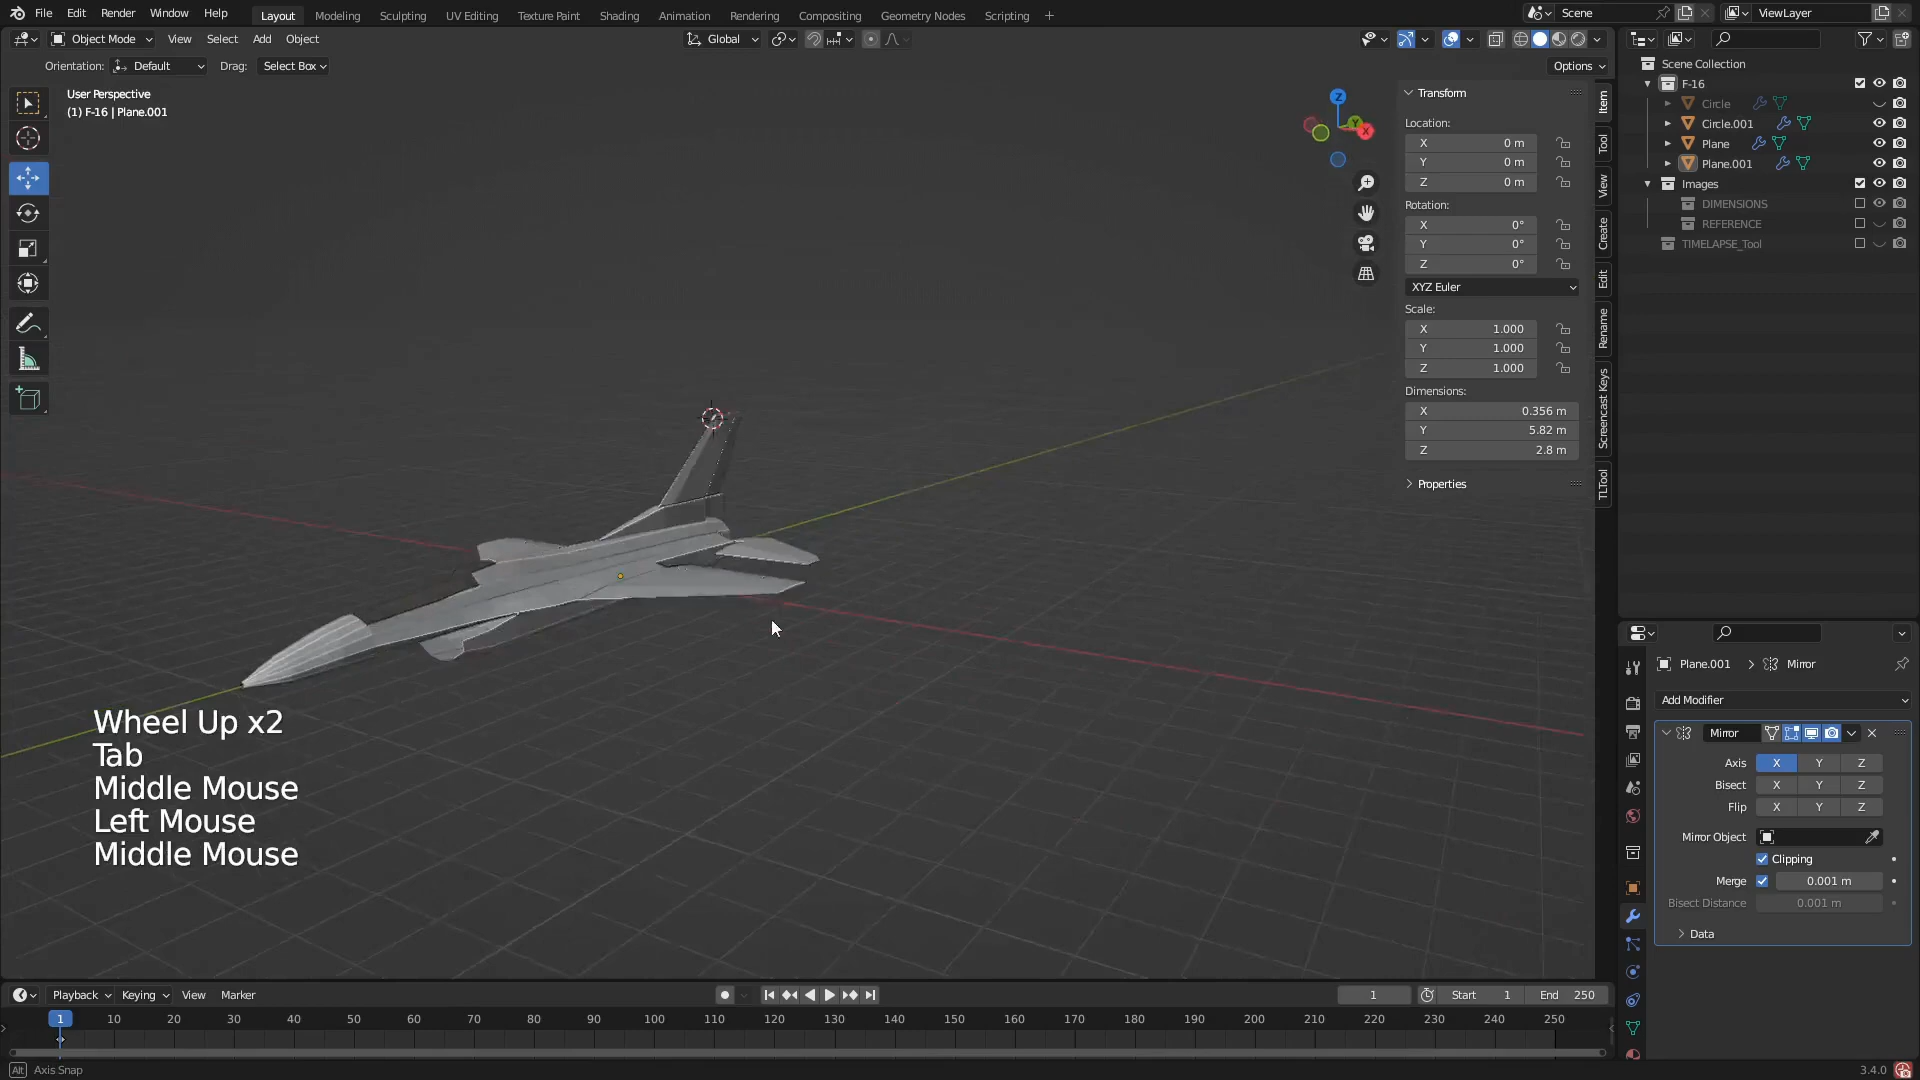 File Edit Render Window Help Layout Modeling Sculpting UV Editing Texture Paint Shading Animation Rendering Compositing Geometry Nodes Scripting + Scene ViewLayer
Object Mode View Select Add Object Global
Orientation: Default Drag: Select Box Options
User Perspective
(1) F-16 | Plane.001
Z
Y
X
Transform
Location:
X 0 m
Y 0 m
Z 0 m
Rotation:
X 0°
Y 0°
Z 0°
XYZ Euler
Scale:
X 1.000
Y 1.000
Z 1.000
Dimensions:
X 0.356 m
Y 5.82 m
Z 2.8 m
Properties
Item
Tool
View
Create
Edit
Rename
Screencast Keys
TLTool
Scene Collection
F-16
Circle
Circle.001
Plane
Plane.001
Images
DIMENSIONS
REFERENCE
TIMELAPSE_Tool
Plane.001 > Mirror
Add Modifier
Mirror
Axis X Y Z
Bisect X Y Z
Flip X Y Z
Mirror Object
Clipping
Merge 0.001 m
Bisect Distance 0.001 m
Data
Wheel Up x2
Tab
Middle Mouse
Left Mouse
Middle Mouse
Playback Keying View Marker 1 Start 1 End 250
1 10 20 30 40 50 60 70 80 90 100 110 120 130 140 150 160 170 180 190 200 210 220 230 240 250
Alt Axis Snap 3.4.0